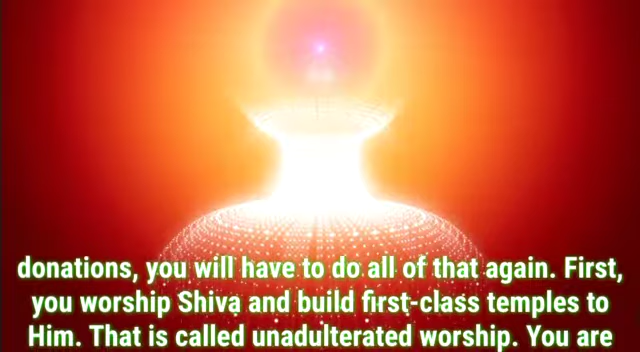 donations, you will have to do all of that again. First,
you worship Shiva and build first-class temples to
Him. That is called unadulterated worship. You are